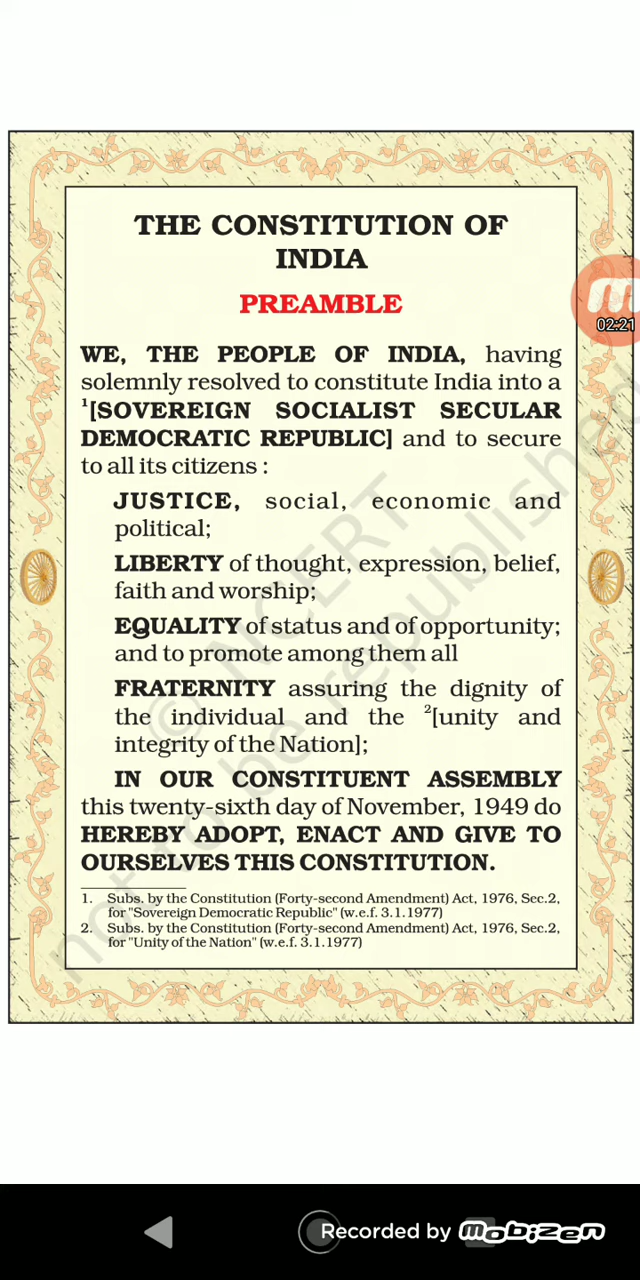 THE CONSTITUTION OF
INDIA
PREAMBLE
02:21
WE, THE PEOPLE OF INDIA, having
solemnly resolved to constitute India into a
¹[SOVEREIGN SOCIALIST SECULAR
DEMOCRATIC REPUBLIC] and to secure
to all its citizens :
JUSTICE, social, economic and
political;
LIBERTY of thought, expression, belief,
faith and worship;
EQUALITY of status and of opportunity;
and to promote among them all
FRATERNITY assuring the dignity of
the individual and the ²[unity and
integrity of the Nation];
IN OUR CONSTITUENT ASSEMBLY
this twenty-sixth day of November, 1949 do
HEREBY ADOPT, ENACT AND GIVE TO
OURSELVES THIS CONSTITUTION.
1. Subs. by the Constitution (Forty-second Amendment) Act, 1976, Sec.2,
for "Sovereign Democratic Republic" (w.e.f. 3.1.1977)
2. Subs. by the Constitution (Forty-second Amendment) Act, 1976, Sec.2,
for "Unity of the Nation" (w.e.f. 3.1.1977)
© NCERT
not to be republished
Recorded by mobizen